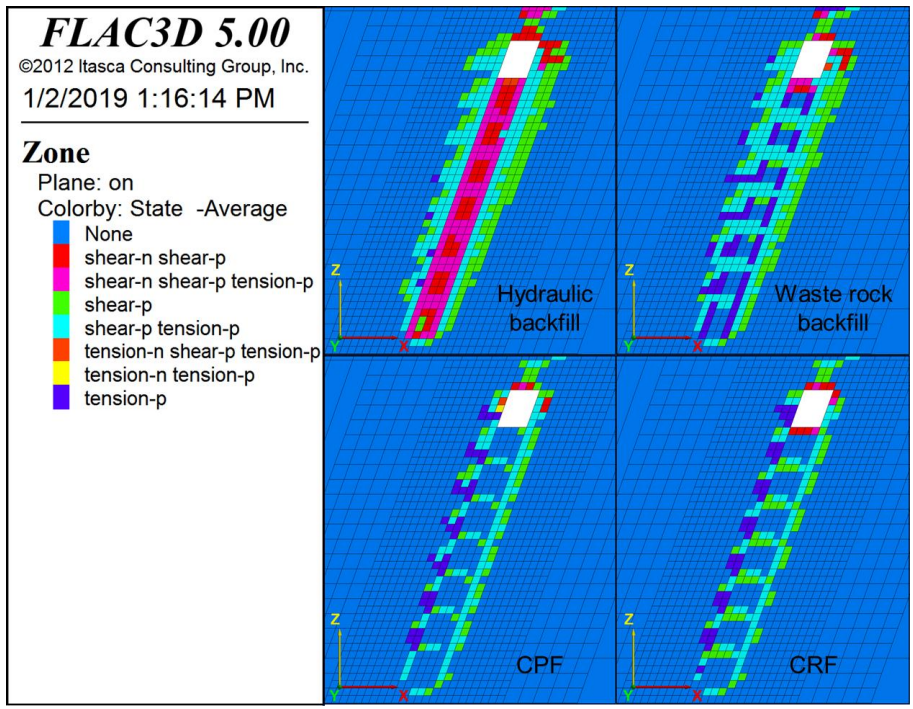 FLAC3D 5.00
©2012 Itasca Consulting Group, Inc.
1/2/2019 1:16:14 PM
Zone
Plane: on
Colorby: State -Average
None
shear-n shear-p
shear-n shear-p tension-p
shear-p
shear-p tension-p
tension-n shear-p tension-p
tension-n tension-p
tension-p
Z
Y
X
Hydraulic
backfill
Z
Y
X
Waste rock
backfill
Z
Y
X
CPF
Z
Y
X
CRF